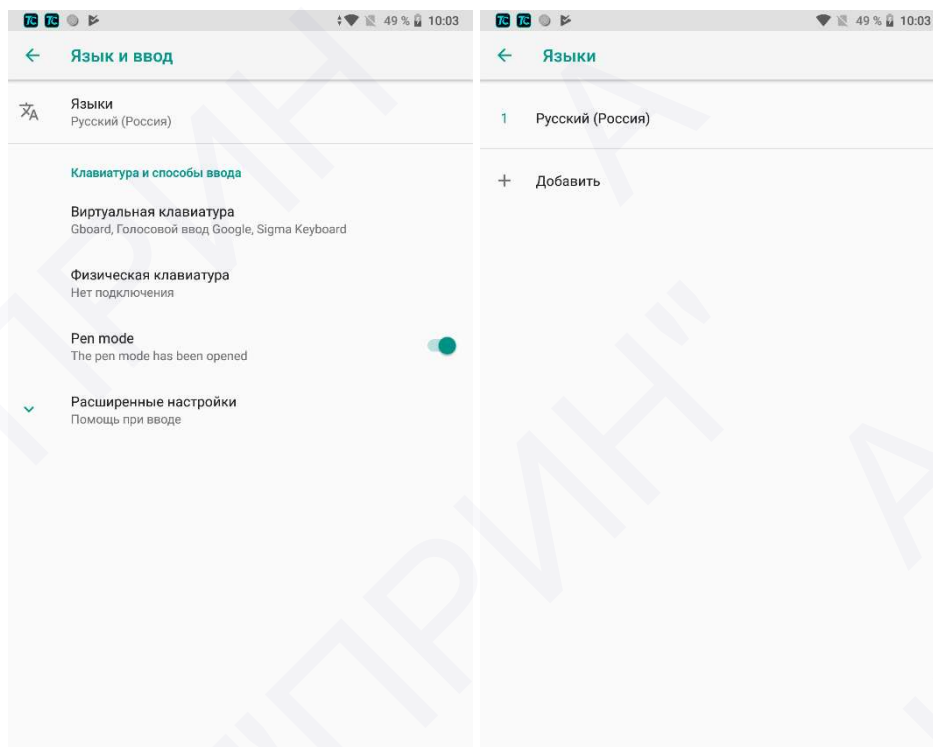 49 % 10:03
Язык и ввод
Языки
Русский (Россия)
Клавиатура и способы ввода
Виртуальная клавиатура
Gboard, Голосовой ввод Google, Sigma Keyboard
Физическая клавиатура
Нет подключения
Pen mode
The pen mode has been opened
Расширенные настройки
Помощь при вводе
49 % 10:03
Языки
1 Русский (Россия)
+ Добавить
"ПРИН"